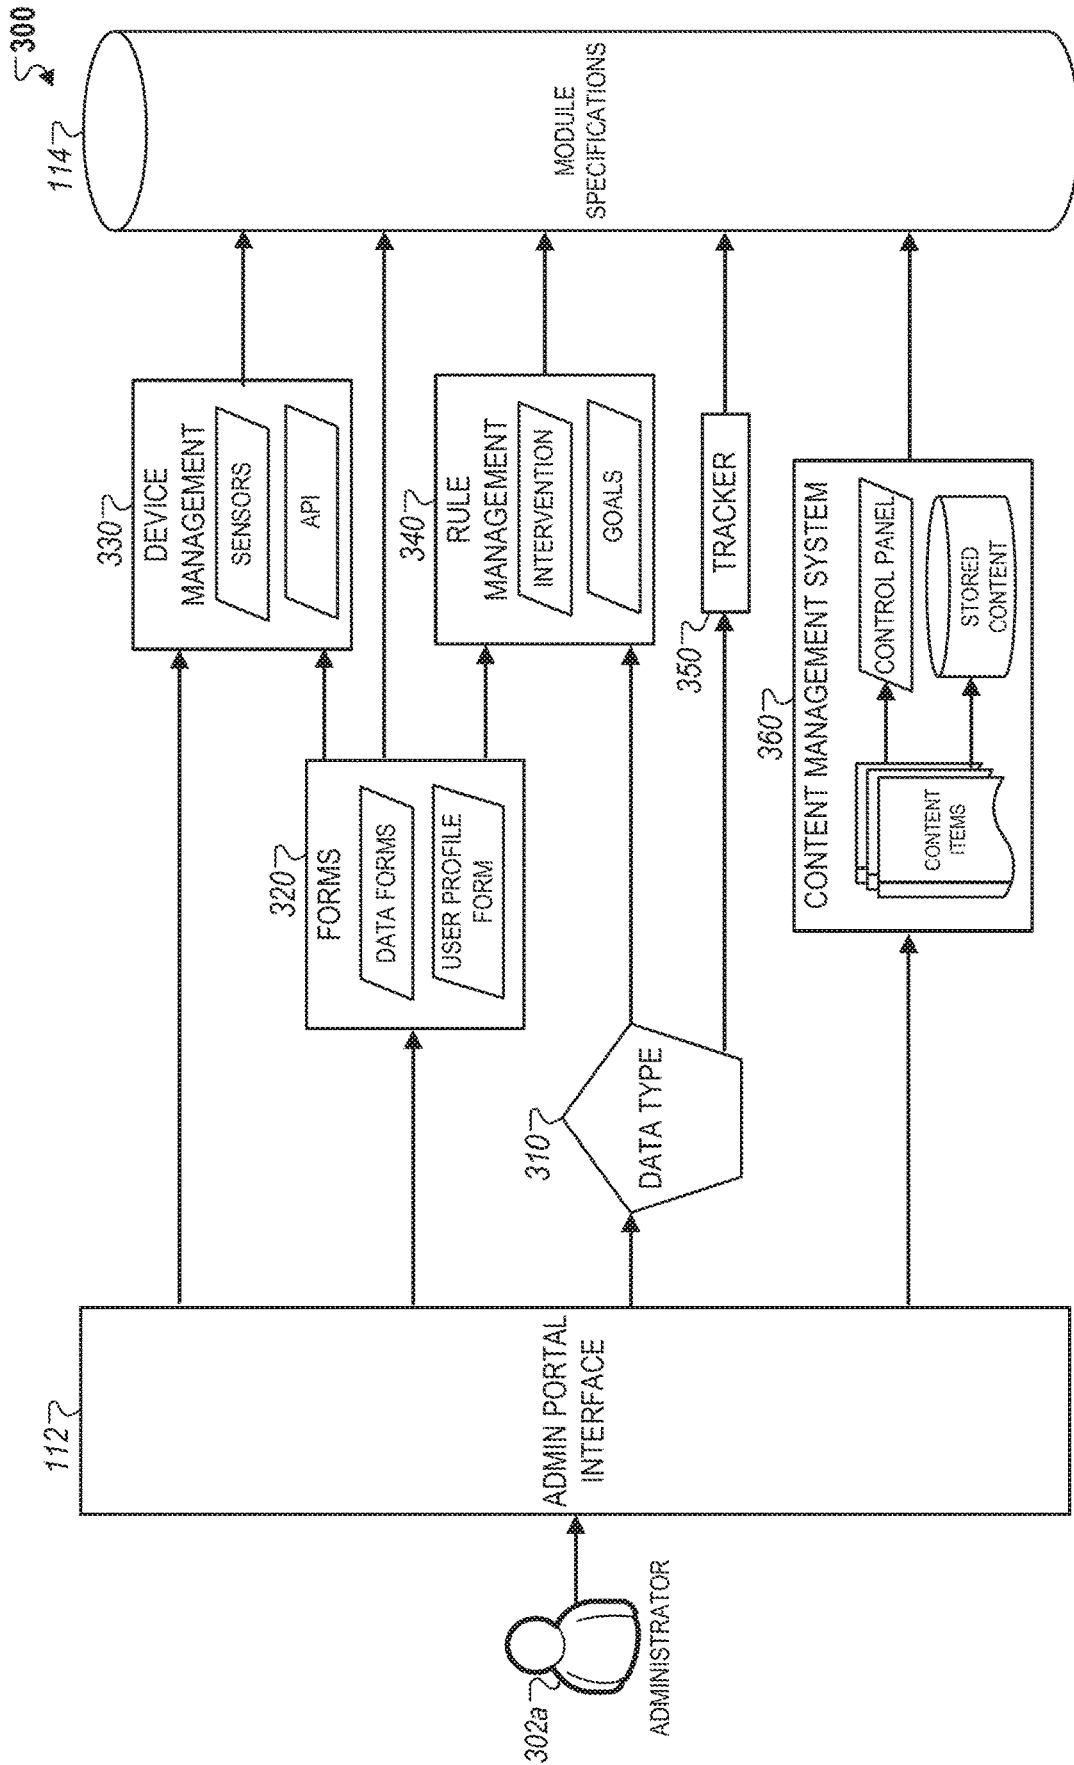 300
114
MODULE
SPECIFICATIONS
330
DEVICE
MANAGEMENT
SENSORS
API
340
RULE
MANAGEMENT
INTERVENTION
GOALS
350
TRACKER
360
CONTENT MANAGEMENT SYSTEM
CONTROL PANEL
STORED
CONTENT
CONTENT
ITEMS
320
FORMS
DATA FORMS
USER PROFILE
FORM
310
DATA TYPE
112
ADMIN PORTAL
INTERFACE
302a
ADMINISTRATOR